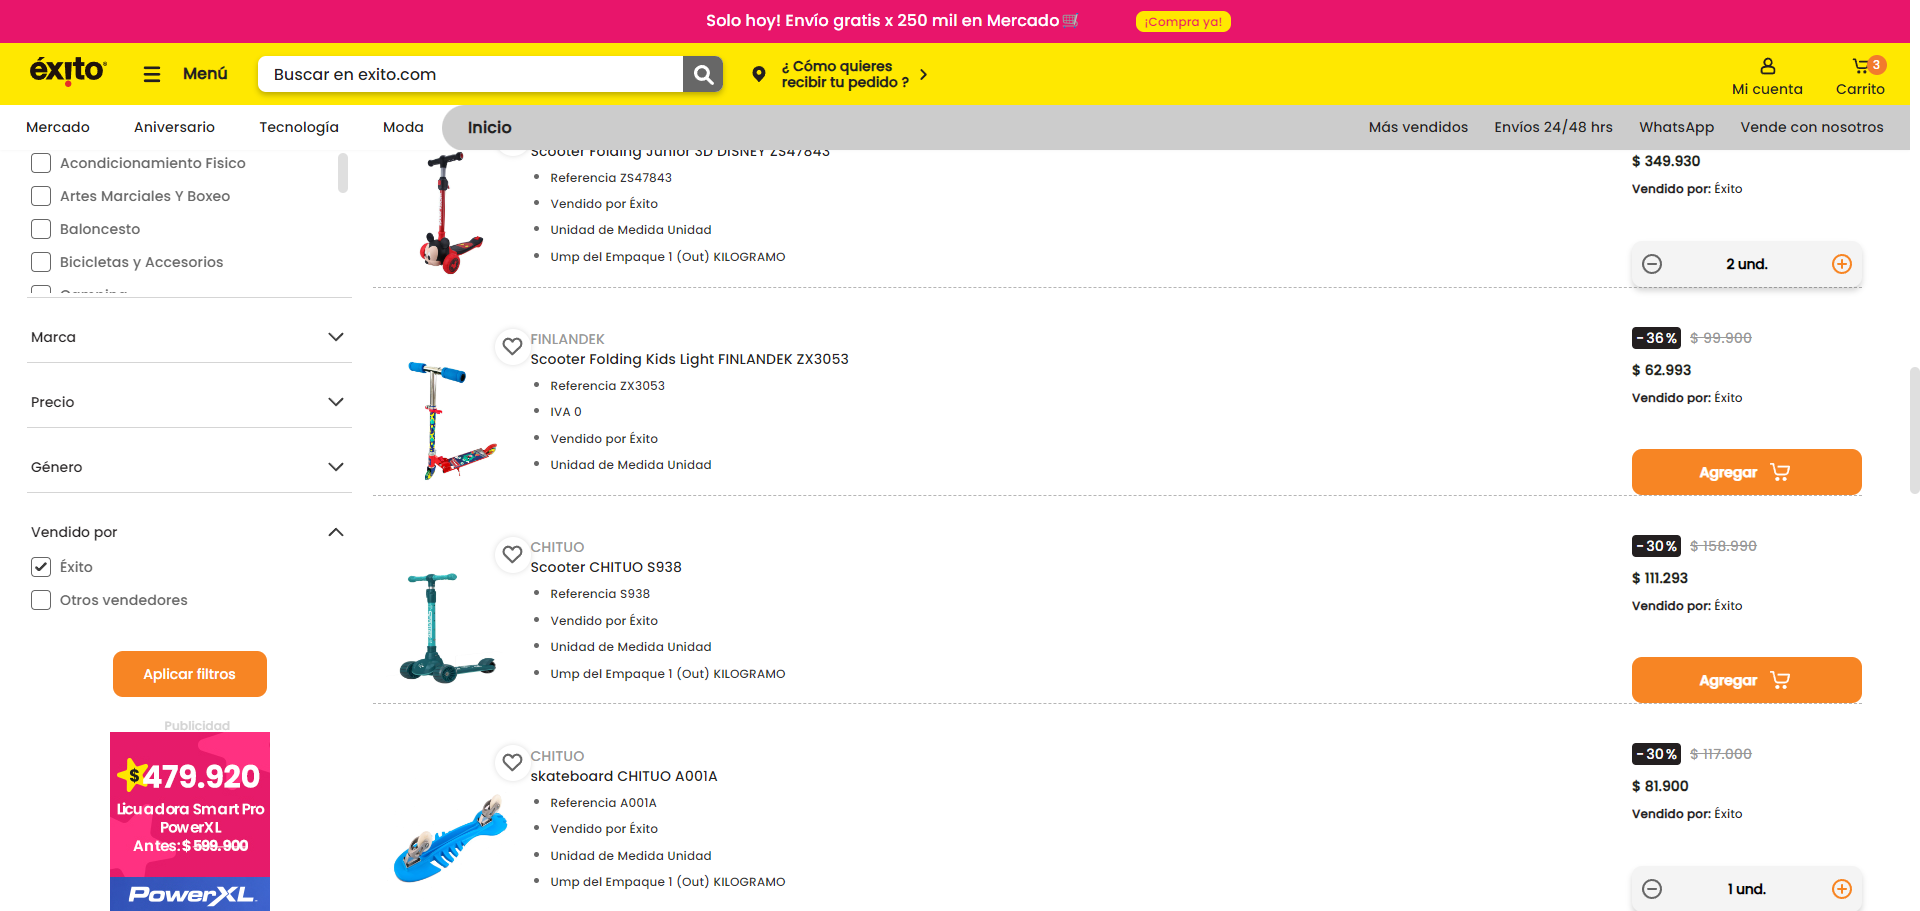 Solo hoy! Envío gratis x 250 mil en Mercado
¡Compra ya!
éxito
Menú
Buscar en exito.com
¿ Cómo quieres
recibir tu pedido ?
Mi cuenta
3
Carrito
Mercado
Aniversario
Tecnología
Moda
Inicio
Más vendidos
Envíos 24/48 hrs
WhatsApp
Vende con nosotros
Acondicionamiento Fisico
Artes Marciales Y Boxeo
Baloncesto
Bicicletas y Accesorios
Camping
Marca
Precio
Género
Vendido por
Éxito
Otros vendedores
Aplicar filtros
Publicidad
$479.920
Licuadora Smart Pro
PowerXL
Antes: $ 599.900
PowerXL
Scooter Folding Junior 3D DISNEY ZS47843
Referencia ZS47843
Vendido por Éxito
Unidad de Medida Unidad
Ump del Empaque 1 (Out) KILOGRAMO
$ 349.930
Vendido por: Éxito
2 und.
FINLANDEK
Scooter Folding Kids Light FINLANDEK ZX3053
Referencia ZX3053
IVA 0
Vendido por Éxito
Unidad de Medida Unidad
-36% $ 99.900
$ 62.993
Vendido por: Éxito
Agregar
CHITUO
Scooter CHITUO S938
Referencia S938
Vendido por Éxito
Unidad de Medida Unidad
Ump del Empaque 1 (Out) KILOGRAMO
-30% $ 158.990
$ 111.293
Vendido por: Éxito
Agregar
CHITUO
skateboard CHITUO A001A
Referencia A001A
Vendido por Éxito
Unidad de Medida Unidad
Ump del Empaque 1 (Out) KILOGRAMO
-30% $ 117.000
$ 81.900
Vendido por: Éxito
1 und.